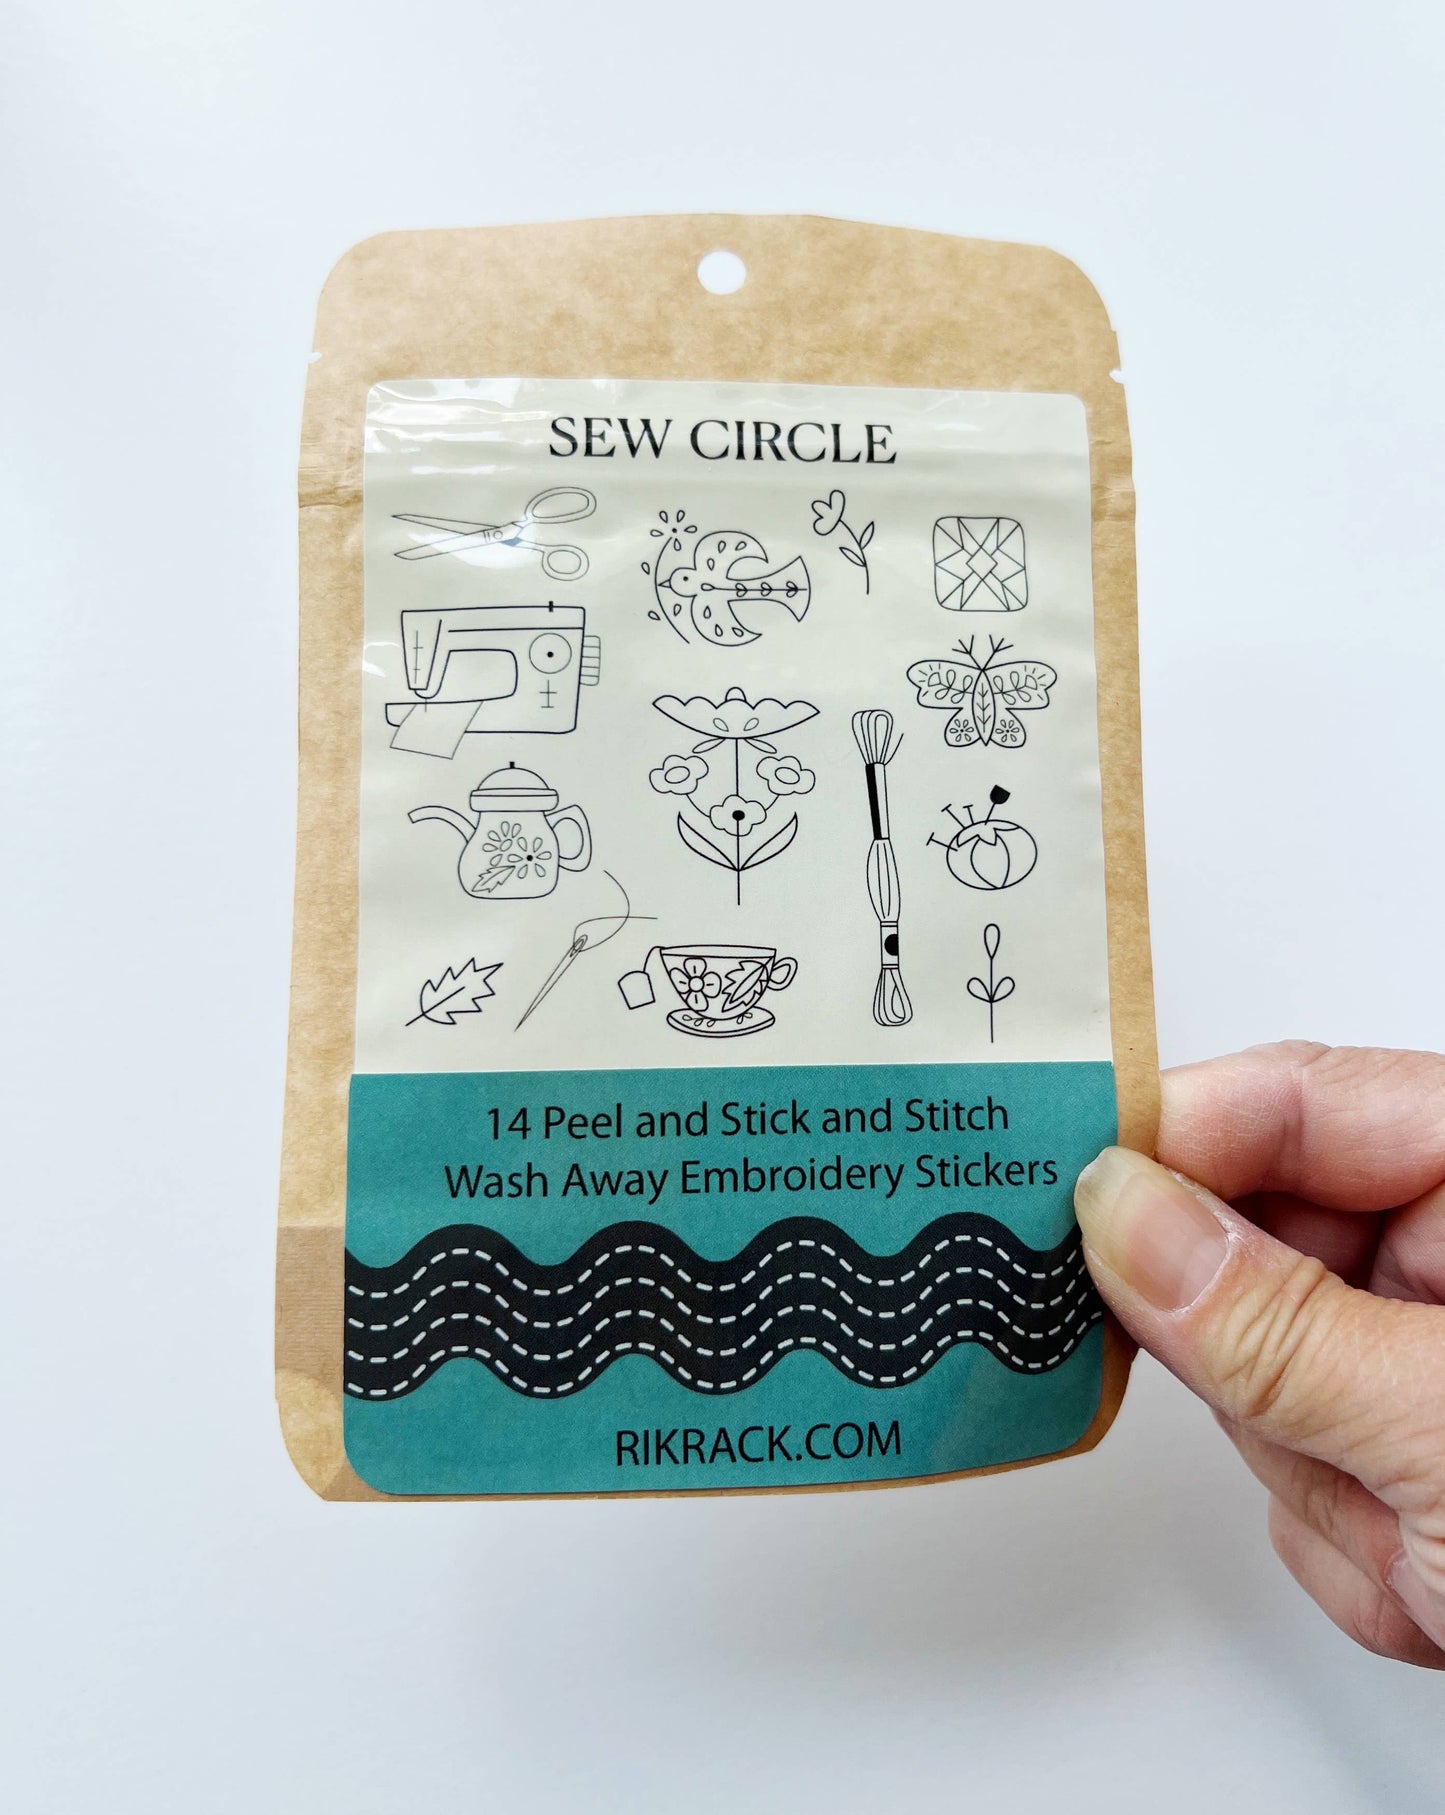 SEW CIRCLE
14 Peel and Stick and Stitch
Wash Away Embroidery Stickers
RIKRACK.COM